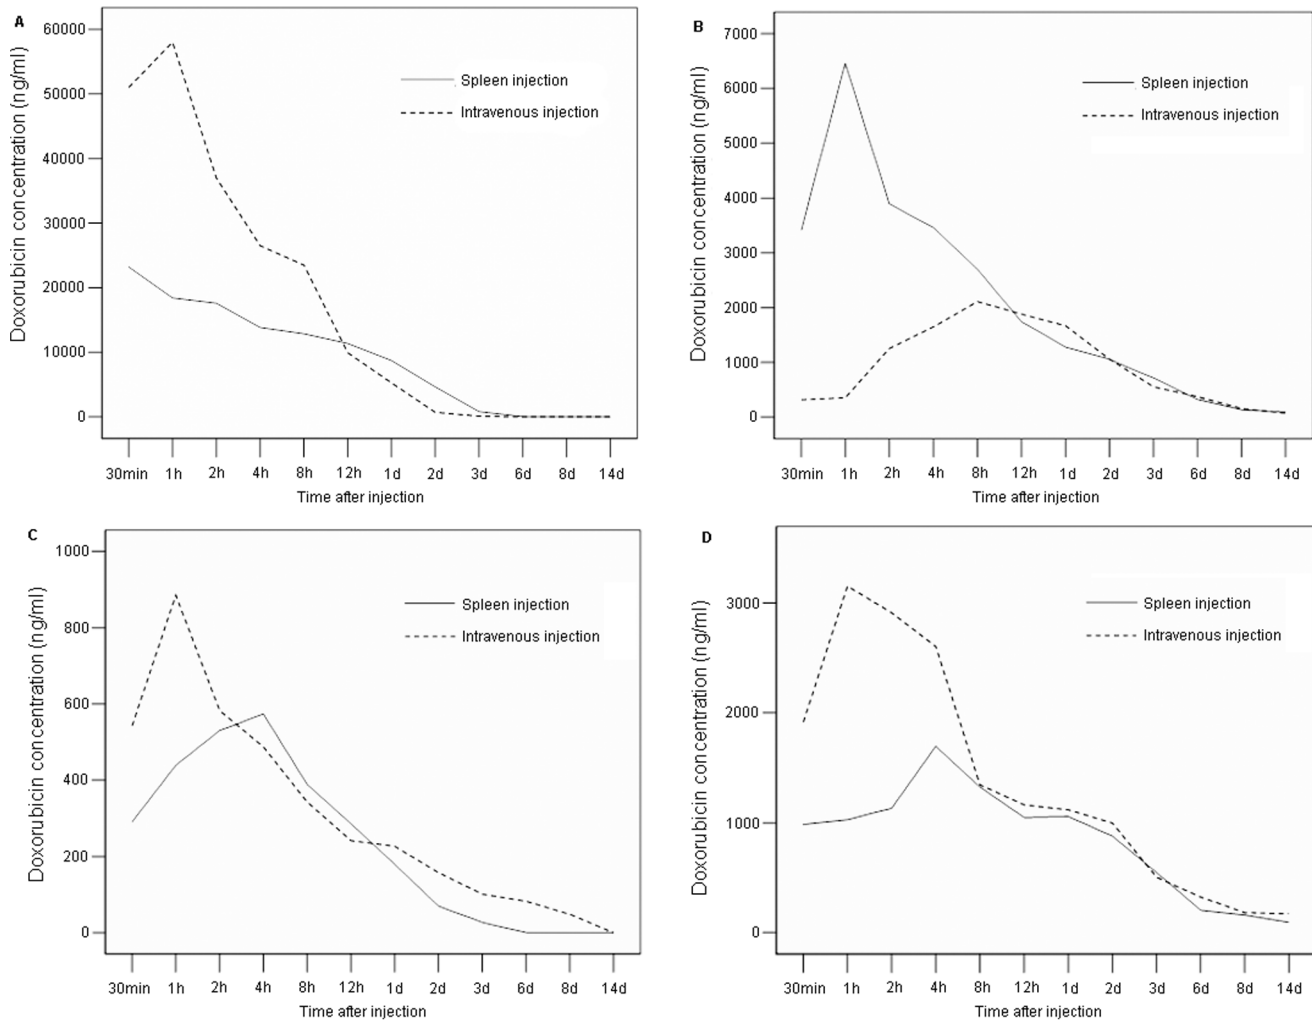 A
Doxorubicin concentration (ng/ml)
60000
50000
40000
30000
20000
10000
0
Spleen injection
Intravenous injection
30min 1h 2h 4h 8h 12h 1d 2d 3d 6d 8d 14d
Time after injection
B
Doxorubicin concentration (ng/ml)
7000
6000
5000
4000
3000
2000
1000
0
Spleen injection
Intravenous injection
30min 1h 2h 4h 8h 12h 1d 2d 3d 6d 8d 14d
Time after injection
C
Doxorubicin concentration (ng/ml)
1000
800
600
400
200
0
Spleen injection
Intravenous injection
30min 1h 2h 4h 8h 12h 1d 2d 3d 6d 8d 14d
Time after injection
D
Doxorubicin concentration (ng/ml)
3000
2000
1000
0
Spleen injection
Intravenous injection
30min 1h 2h 4h 8h 12h 1d 2d 3d 6d 8d 14d
Time after injection